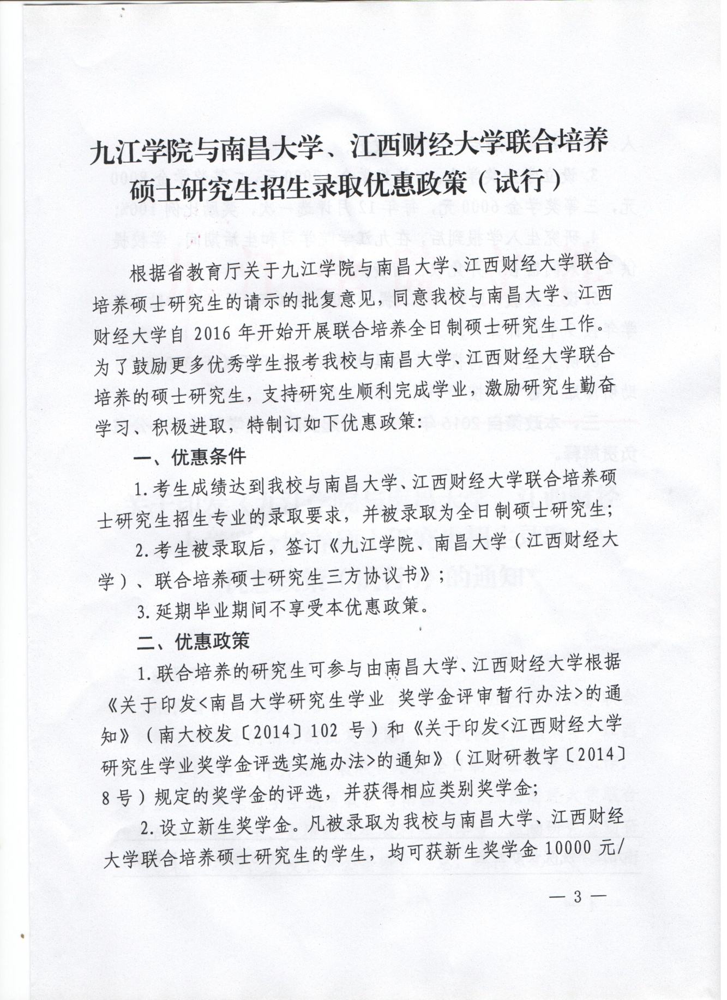 九江学院与南昌大学、江西财经大学联合培养
硕士研究生招生录取优惠政策（试行）
根据省教育厅关于九江学院与南昌大学、江西财经大学联合
培养硕士研究生的请示的批复意见，同意我校与南昌大学、江西
财经大学自 2016 年开始开展联合培养全日制硕士研究生工作。
为了鼓励更多优秀学生报考我校与南昌大学、江西财经大学联合
培养的硕士研究生，支持研究生顺利完成学业，激励研究生勤奋
学习、积极进取，特制订如下优惠政策：
一、优惠条件
1.考生成绩达到我校与南昌大学、江西财经大学联合培养硕
士研究生招生专业的录取要求，并被录取为全日制硕士研究生；
2.考生被录取后，签订《九江学院、南昌大学（江西财经大
学）、联合培养硕士研究生三方协议书》；
3.延期毕业期间不享受本优惠政策。
二、优惠政策
1.联合培养的研究生可参与由南昌大学、江西财经大学根据
《关于印发<南昌大学研究生学业 奖学金评审暂行办法>的通
知》（南大校发〔2014〕102 号）和《关于印发<江西财经大学
研究生学业奖学金评选实施办法>的通知》（江财研教字〔2014〕
8 号）规定的奖学金的评选，并获得相应类别奖学金；
2.设立新生奖学金。凡被录取为我校与南昌大学、江西财经
大学联合培养硕士研究生的学生，均可获新生奖学金 10000 元/
— 3 —